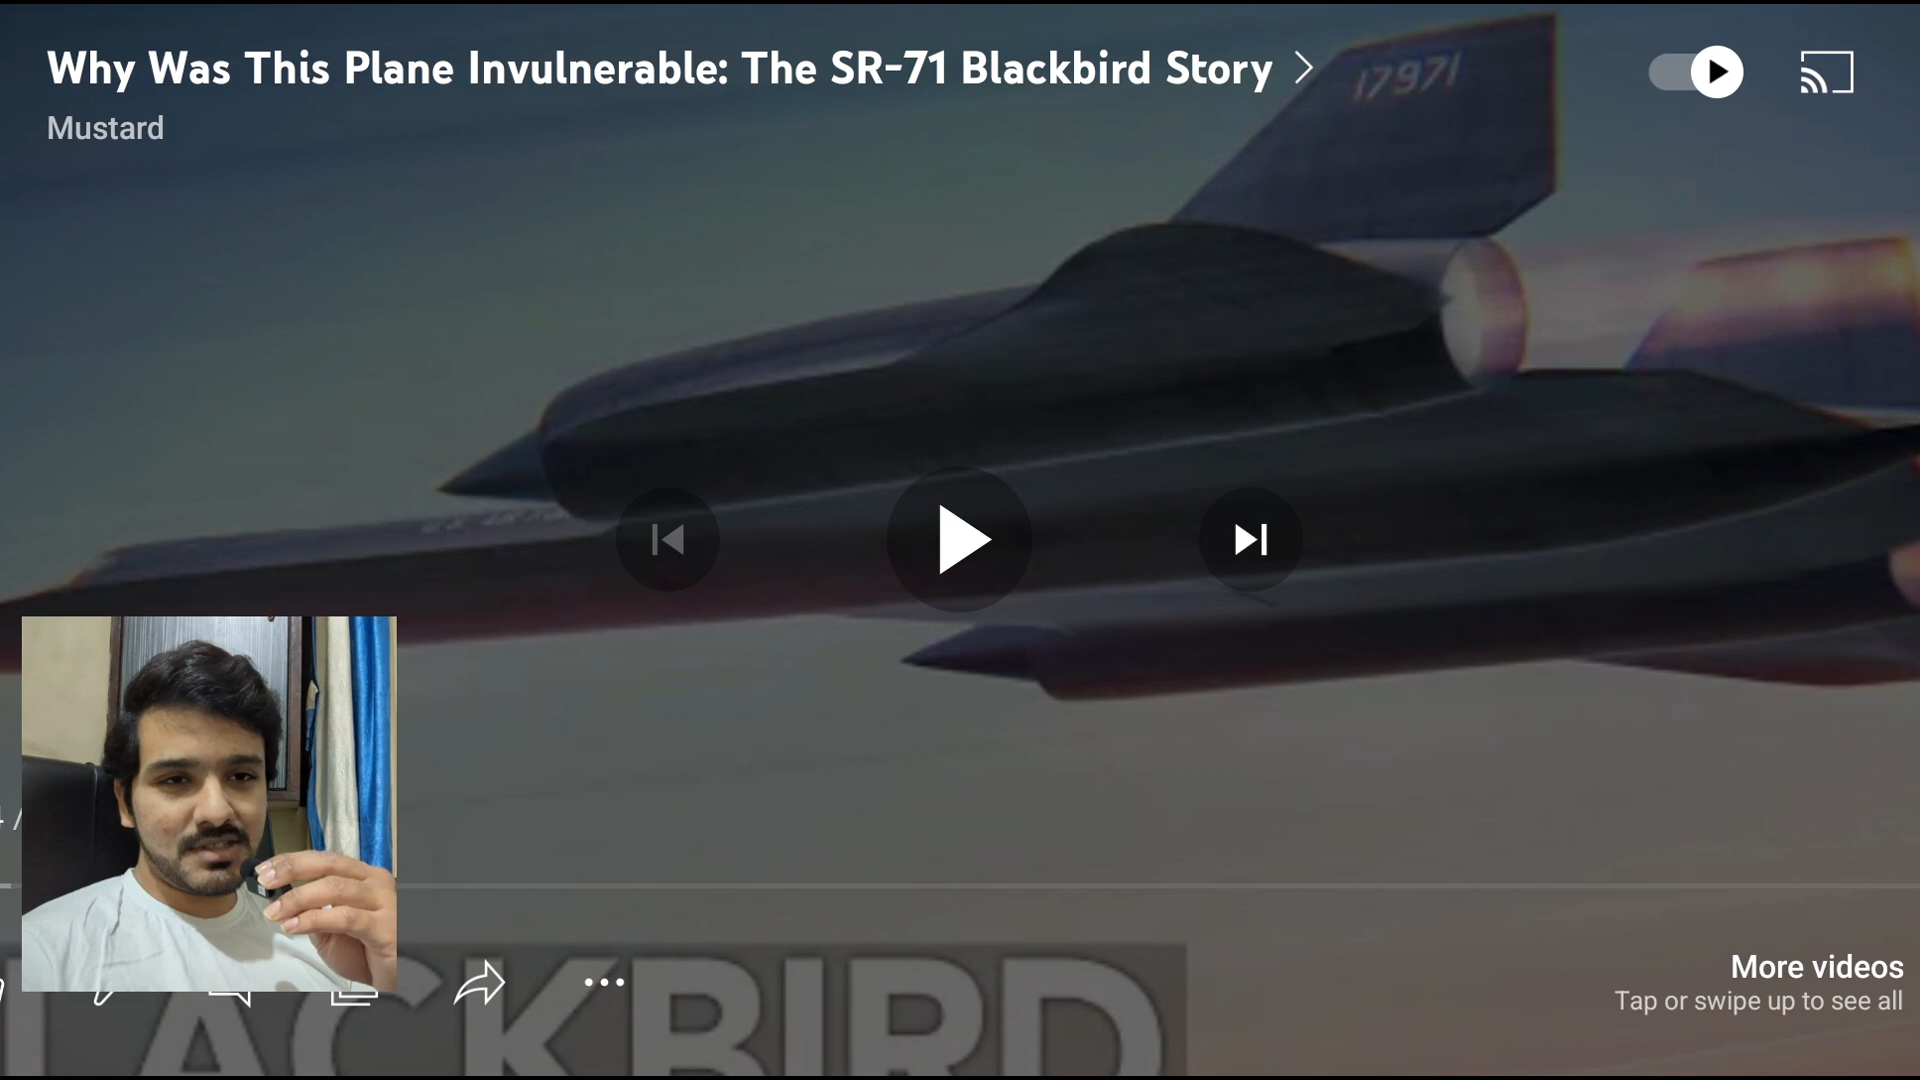 Why Was This Plane Invulnerable: The SR-71 Blackbird Story
Mustard
17971
More videos
Tap or swipe up to see all
LACKBIRD